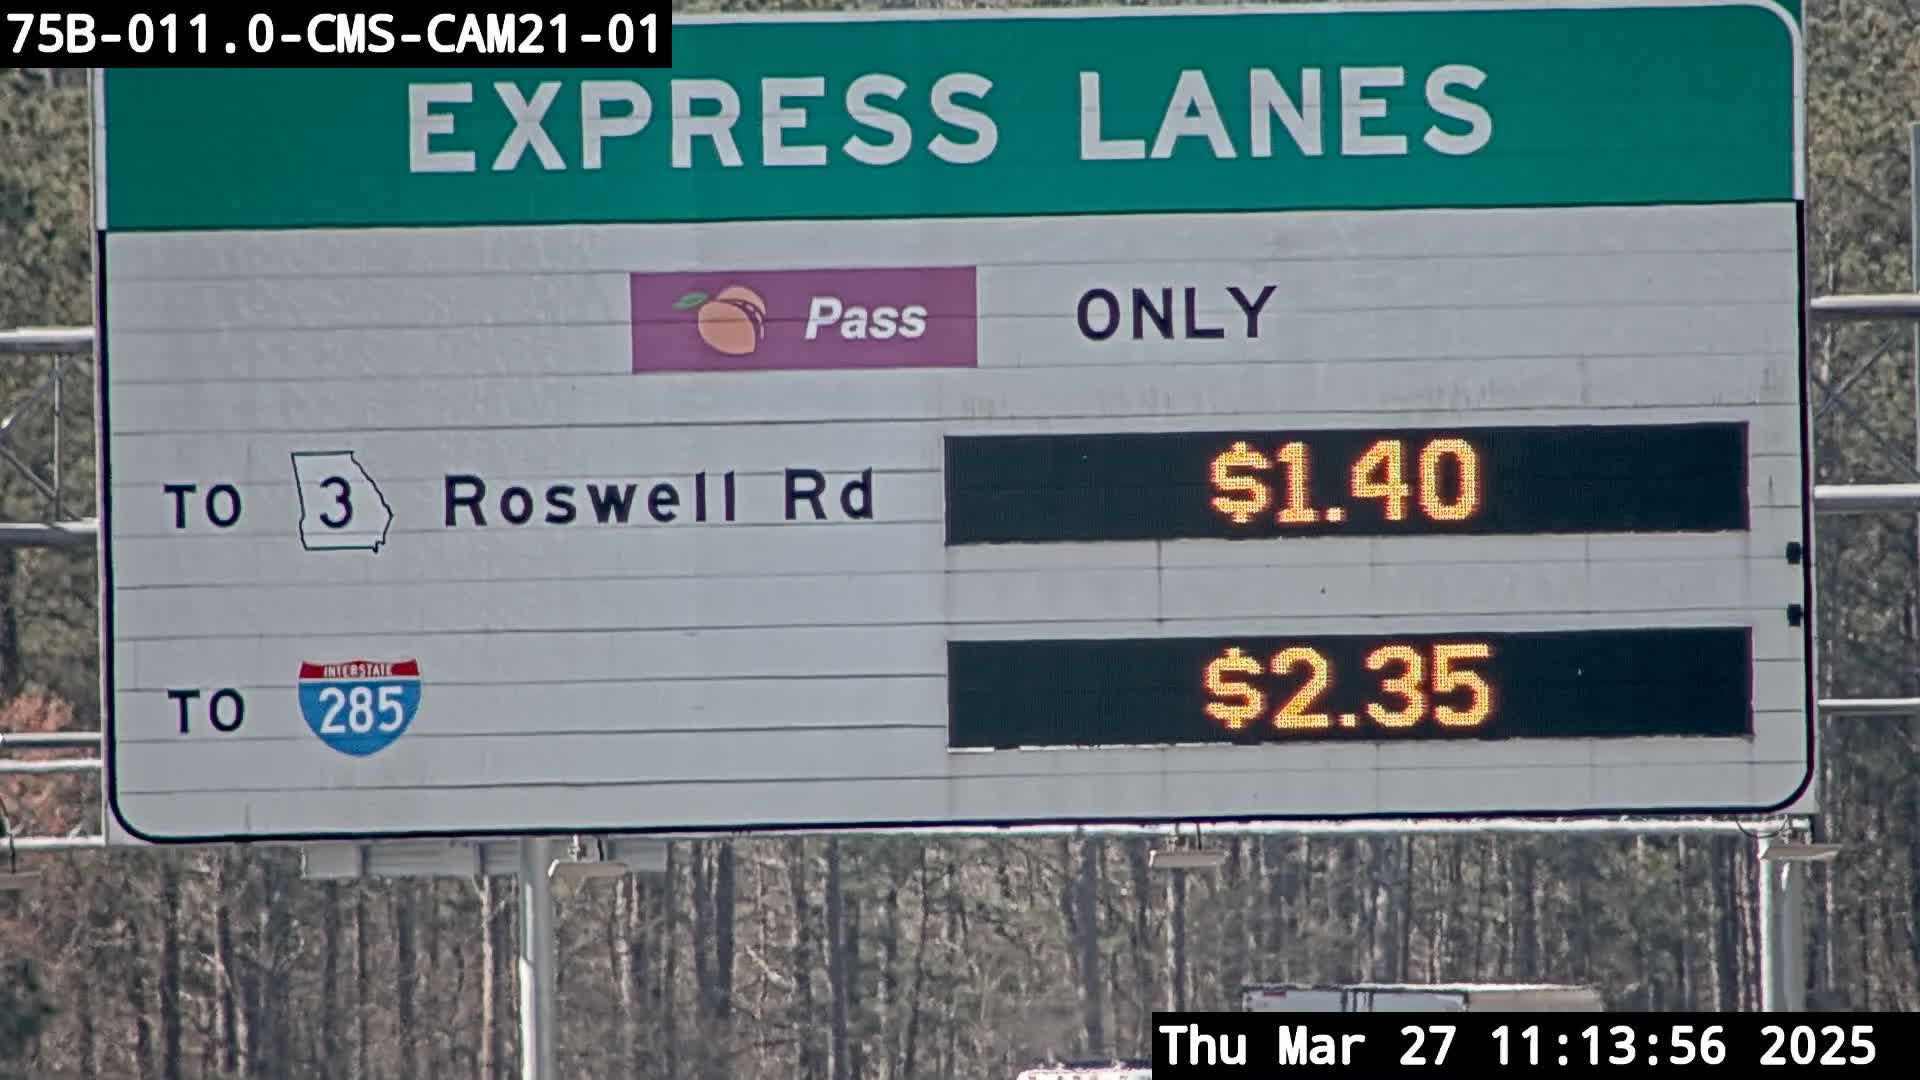 75B-011.0-CMS-CAM21-01
EXPRESS LANES
Pass ONLY
TO 3 Roswell Rd $1.40
INTERSTATE
TO 285 $2.35
Thu Mar 27 11:13:56 2025